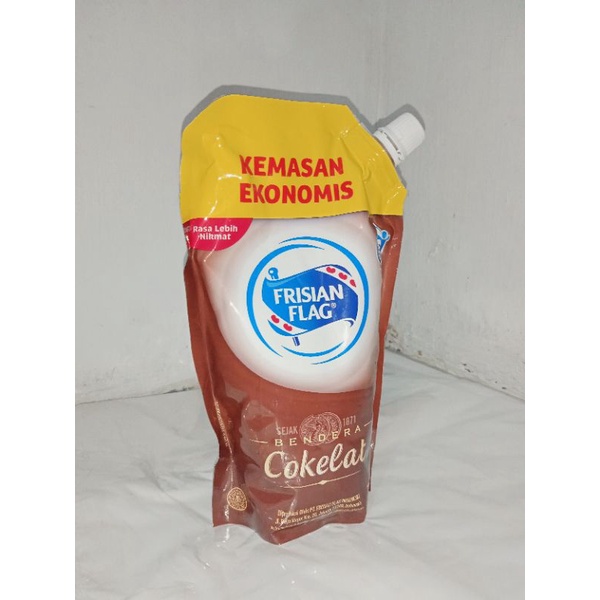 KEMASAN
EKONOMIS
Rasa Lebih
Nikmat
FRISIAN
FLAG®
SEJAK 1871
BENDERA
Cokelat